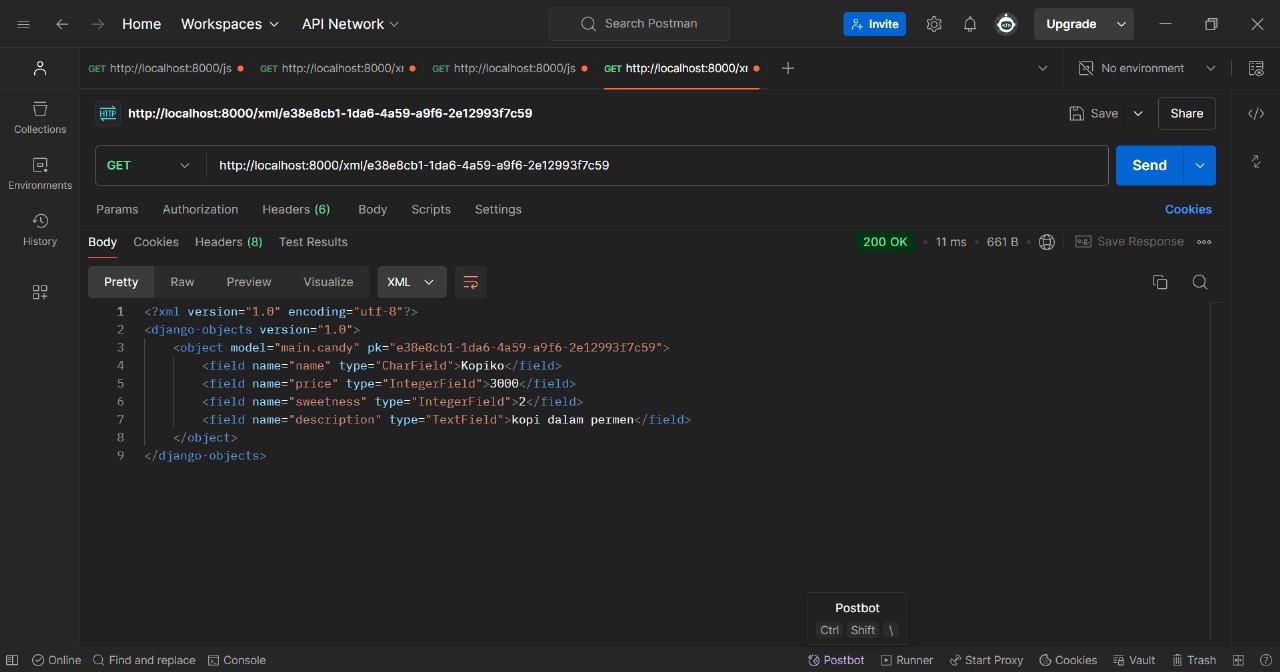 Home Workspaces API Network Search Postman Invite Upgrade
GET http://localhost:8000/js GET http://localhost:8000/xı GET http://localhost:8000/js GET http://localhost:8000/xı No environment
HTTP http://localhost:8000/xml/e38e8cb1-1da6-4a59-a9f6-2e12993f7c59 Save Share
Collections
GET http://localhost:8000/xml/e38e8cb1-1da6-4a59-a9f6-2e12993f7c59 Send
Environments
Params Authorization Headers (6) Body Scripts Settings Cookies
History
Body Cookies Headers (8) Test Results 200 OK • 11 ms • 661 B • e.g. Save Response
Pretty Raw Preview Visualize XML
1 <?xml version="1.0" encoding="utf-8"?>
2 <django-objects version="1.0">
3 <object model="main.candy" pk="e38e8cb1-1da6-4a59-a9f6-2e12993f7c59">
4 <field name="name" type="CharField">Kopiko</field>
5 <field name="price" type="IntegerField">3000</field>
6 <field name="sweetness" type="IntegerField">2</field>
7 <field name="description" type="TextField">kopi dalam permen</field>
8 </object>
9 </django-objects>
Postbot
Ctrl Shift \
Online Find and replace Console Postbot Runner Start Proxy Cookies Vault Trash